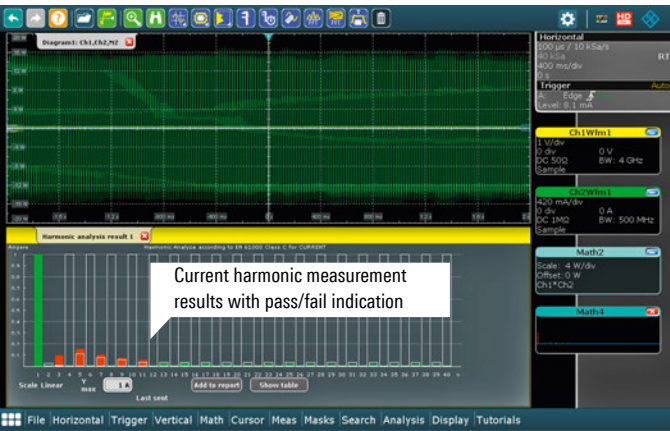 HD
Horizontal
100 µs / 10 kSa/s
40 kSa
RT
400 ms/div
0 s
Trigger
Auto
A: Edge
Level: 8.1 mA
Diagram1: Ch1,Ch2,M2
Ch1Wfm1
1 V/div
0 div 0 V
DC 50Ω BW: 4 GHz
Sample
Ch2Wfm1
420 mA/div
0 div 0 A
DC 1MΩ BW: 500 MHz
Sample
Math2
Scale: 4 W/div
Offset: 0 W
Ch1*Ch2
Math4
Harmonic analysis result 1
Ampere
Harmonic Analyze according to EN 61000 Class C for CURRENT
Current harmonic measurement
results with pass/fail indication
1 2 3 4 5 6 7 8 9 10 11 12 13 14 15 16 17 18 19 20 21 22 23 24 25 26 27 28 29 30 31 32 33 34 35 36 37 38 39 40
Scale Linear Y max 1 A Add to report Show table
Last sent
File Horizontal Trigger Vertical Math Cursor Meas Masks Search Analysis Display Tutorials